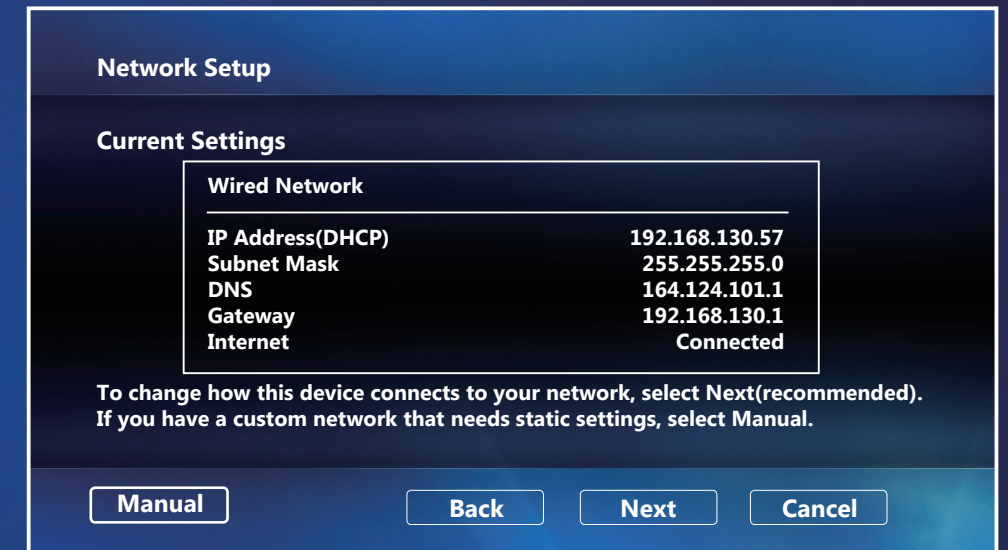 Network Setup
Current Settings
Wired Network
IP Address(DHCP) 192.168.130.57
Subnet Mask 255.255.255.0
DNS 164.124.101.1
Gateway 192.168.130.1
Internet Connected
To change how this device connects to your network, select Next(recommended).
If you have a custom network that needs static settings, select Manual.
Manual Back Next Cancel